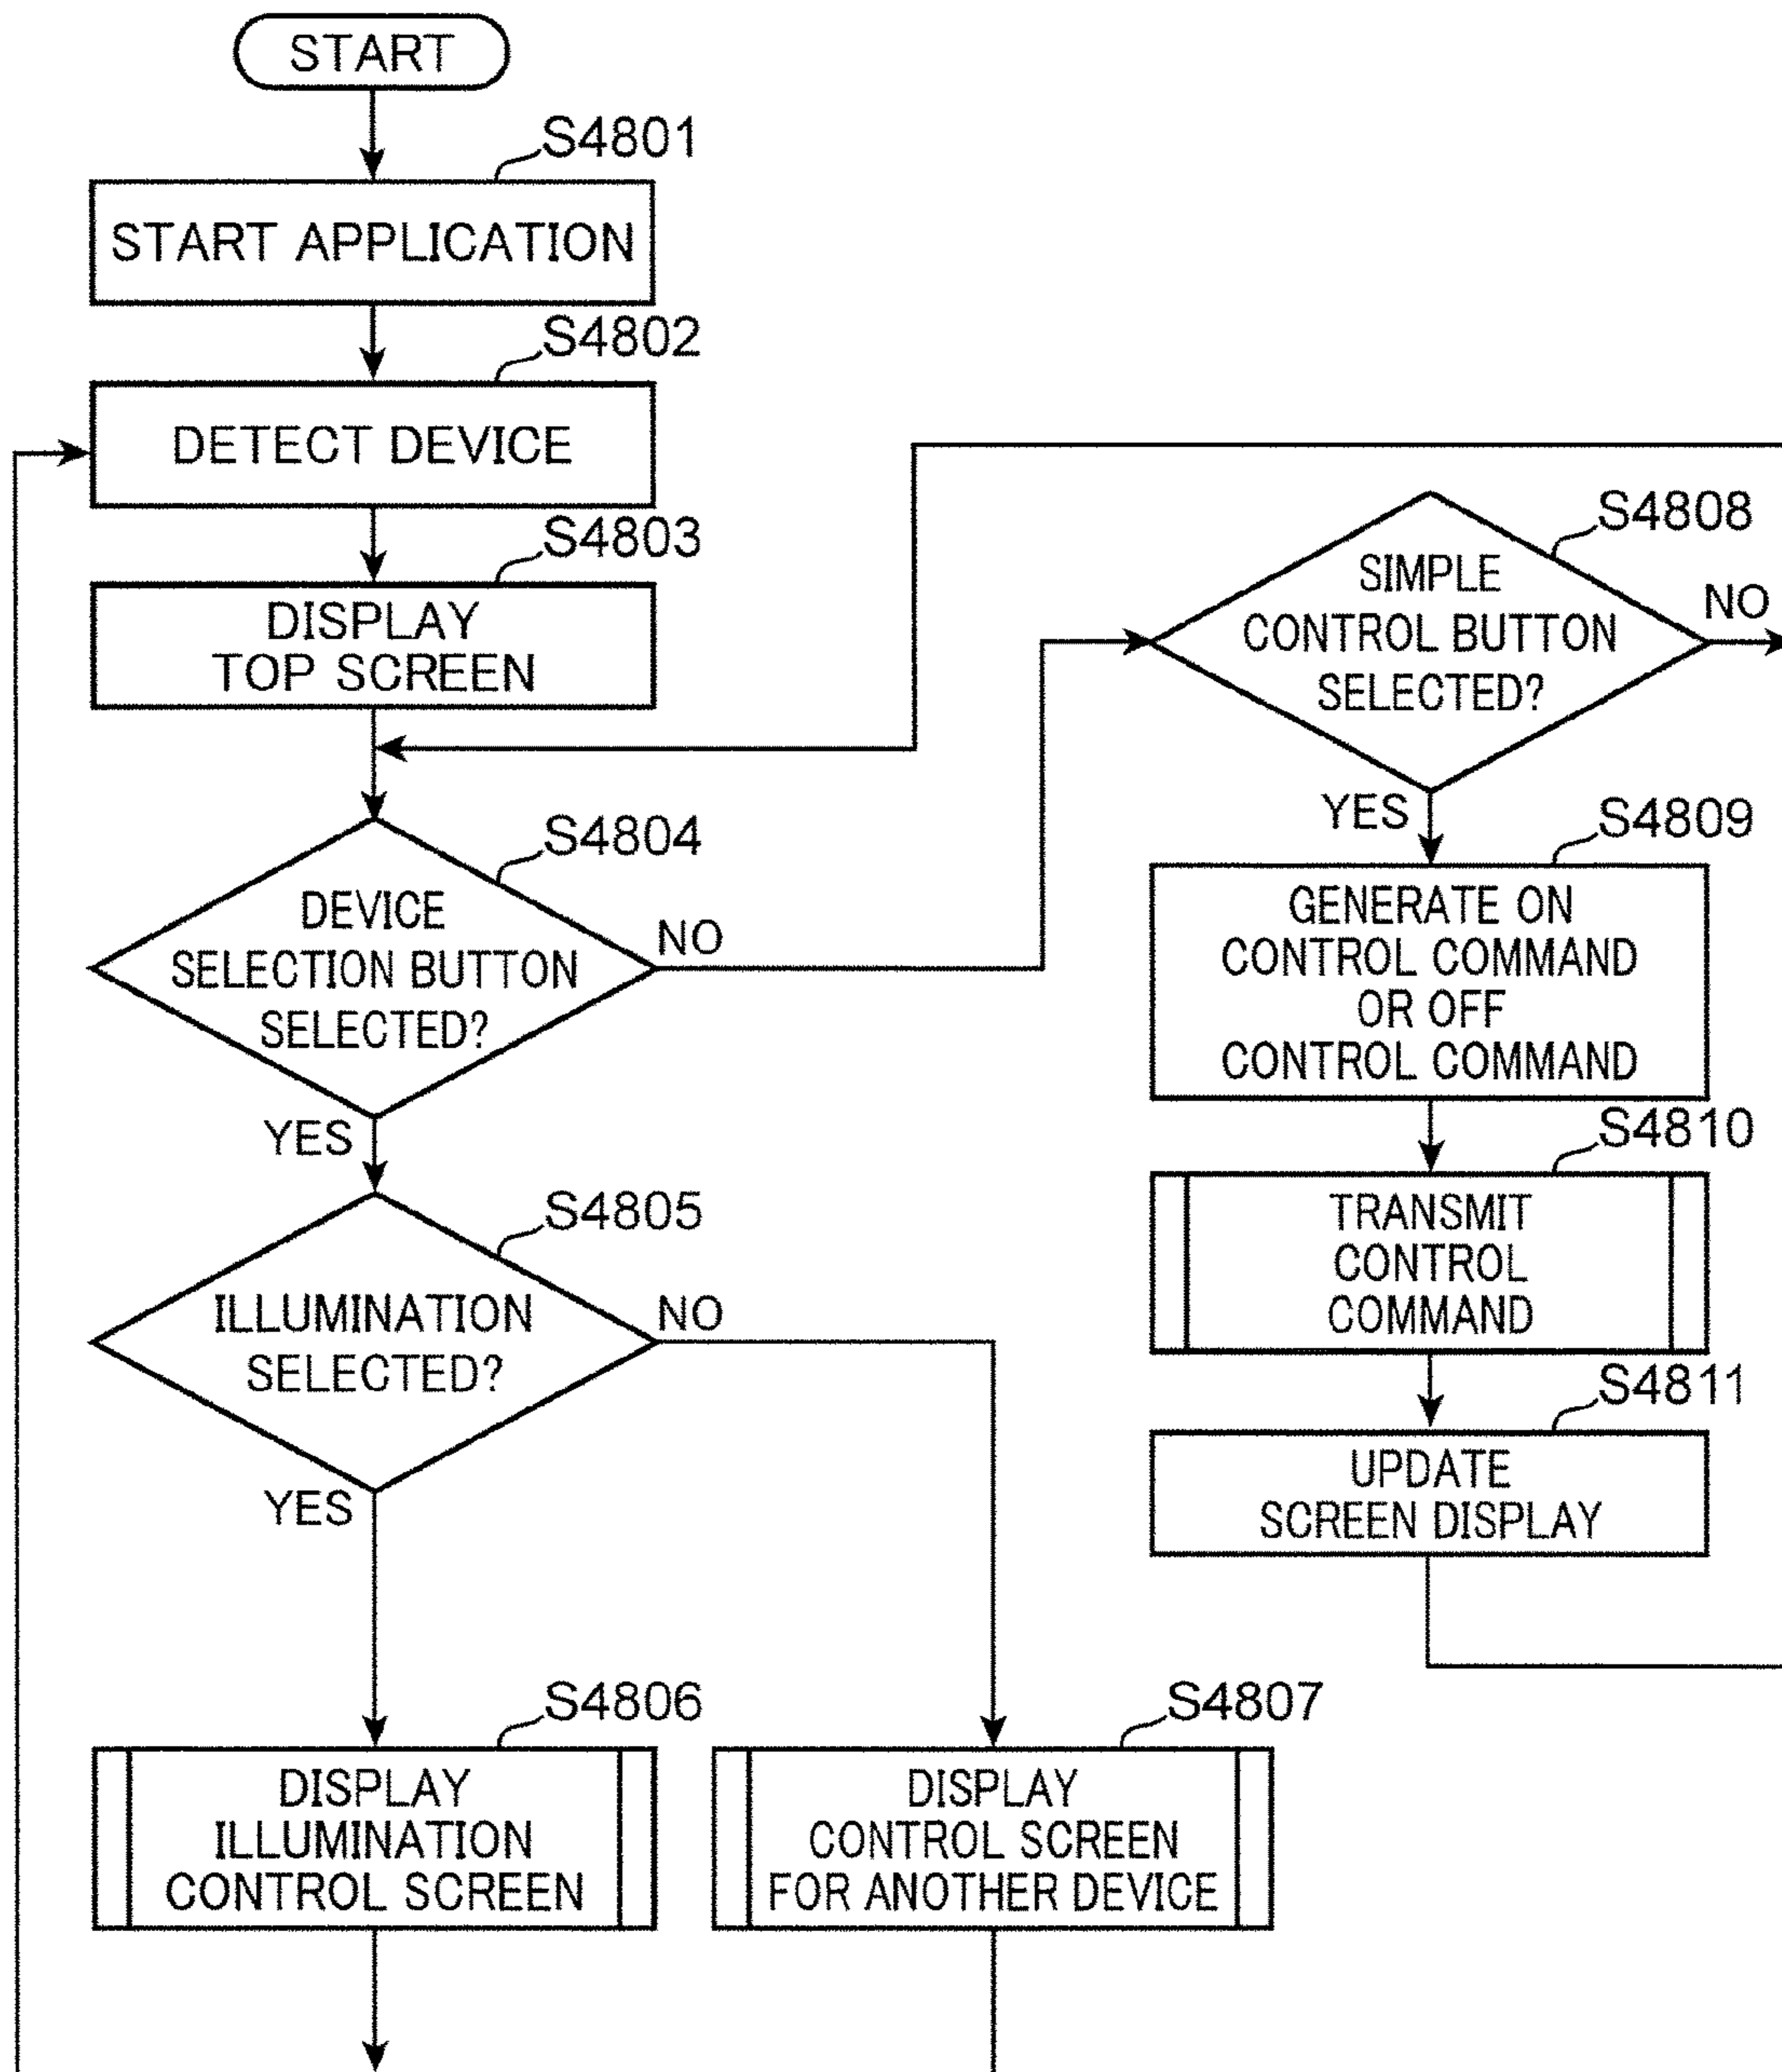 START
S4801
START APPLICATION
S4802
DETECT DEVICE
S4803
DISPLAY
TOP SCREEN
S4804
DEVICE
SELECTION BUTTON
SELECTED?
NO
YES
S4805
ILLUMINATION
SELECTED?
NO
YES
S4806
DISPLAY
ILLUMINATION
CONTROL SCREEN
S4807
DISPLAY
CONTROL SCREEN
FOR ANOTHER DEVICE
S4808
SIMPLE
CONTROL BUTTON
SELECTED?
NO
YES
S4809
GENERATE ON
CONTROL COMMAND
OR OFF
CONTROL COMMAND
S4810
TRANSMIT
CONTROL
COMMAND
S4811
UPDATE
SCREEN DISPLAY